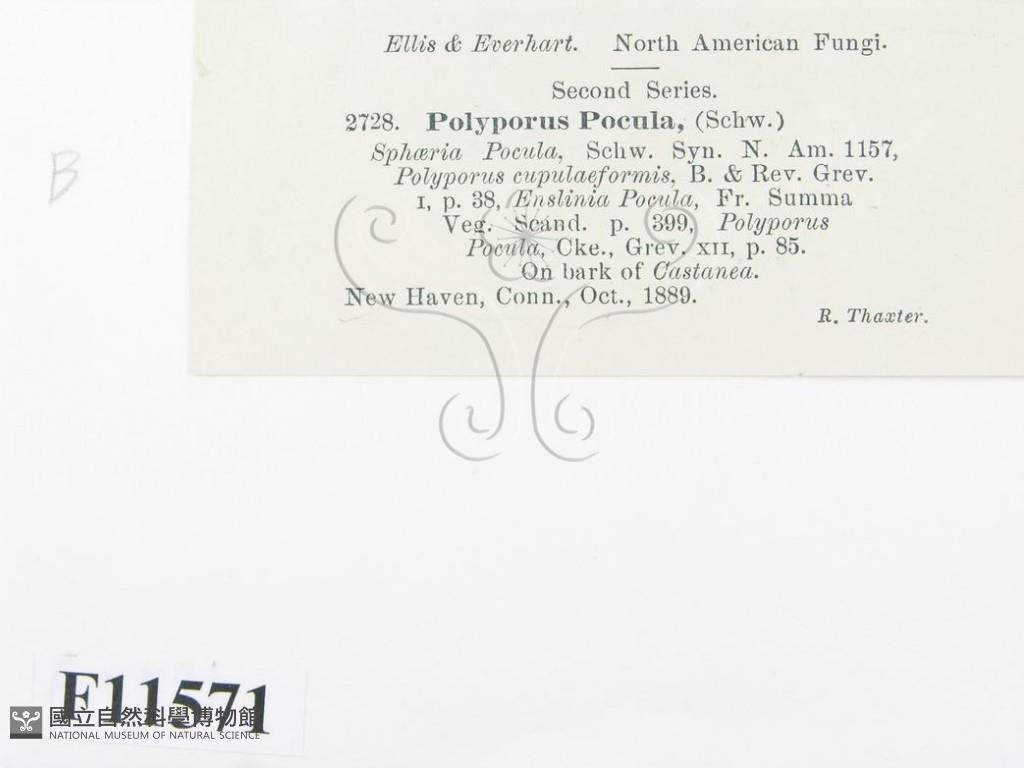 Ellis & Everhart. North American Fungi.
Second Series.
2728. Polyporus Pocula, (Schw.)
Sphæria Pocula, Schw. Syn. N. Am. 1157,
Polyporus cupulaeformis, B. & Rev. Grev.
I, p. 38, Enslinia Pocula, Fr. Summa
Veg. Scand. p. 399, Polyporus
Pocula, Cke., Grev. XII, p. 85.
On bark of Castanea.
New Haven, Conn., Oct., 1889.
R. Thaxter.
B
F11571
國立自然科學博物館
NATIONAL MUSEUM OF NATURAL SCIENCE